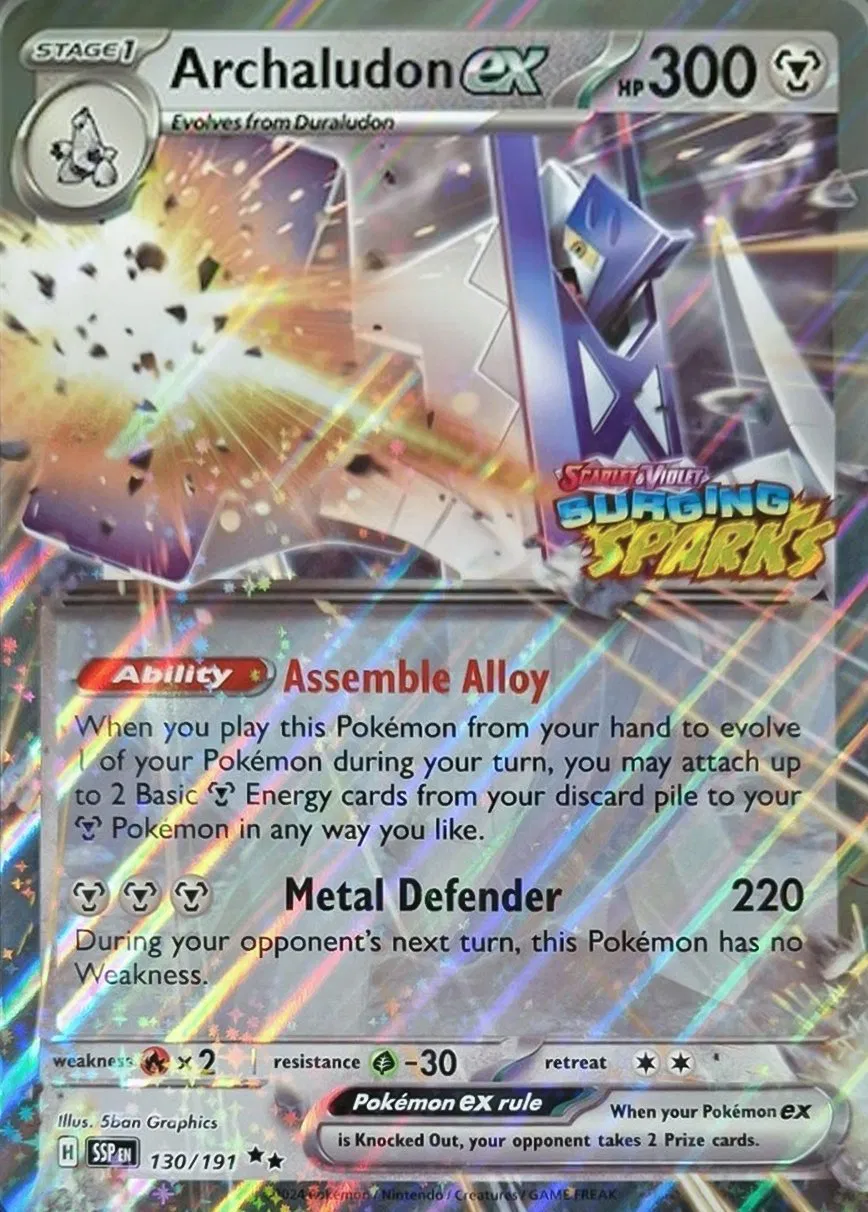 STAGE 1
Archaludon ex HP 300
Evolves from Duraludon
SCARLET & VIOLET
SURGING
SPARKS
Ability Assemble Alloy
When you play this Pokémon from your hand to evolve
1 of your Pokémon during your turn, you may attach up
to 2 Basic Energy cards from your discard pile to your
Pokémon in any way you like.
Metal Defender 220
During your opponent's next turn, this Pokémon has no
Weakness.
weakness ×2 resistance -30 retreat
Pokémon ex rule
When your Pokémon ex
is Knocked Out, your opponent takes 2 Prize cards.
Illus. 5ban Graphics
H SSP EN 130/191 ★★
2024 Pokémon / Nintendo / Creatures / GAME FREAK